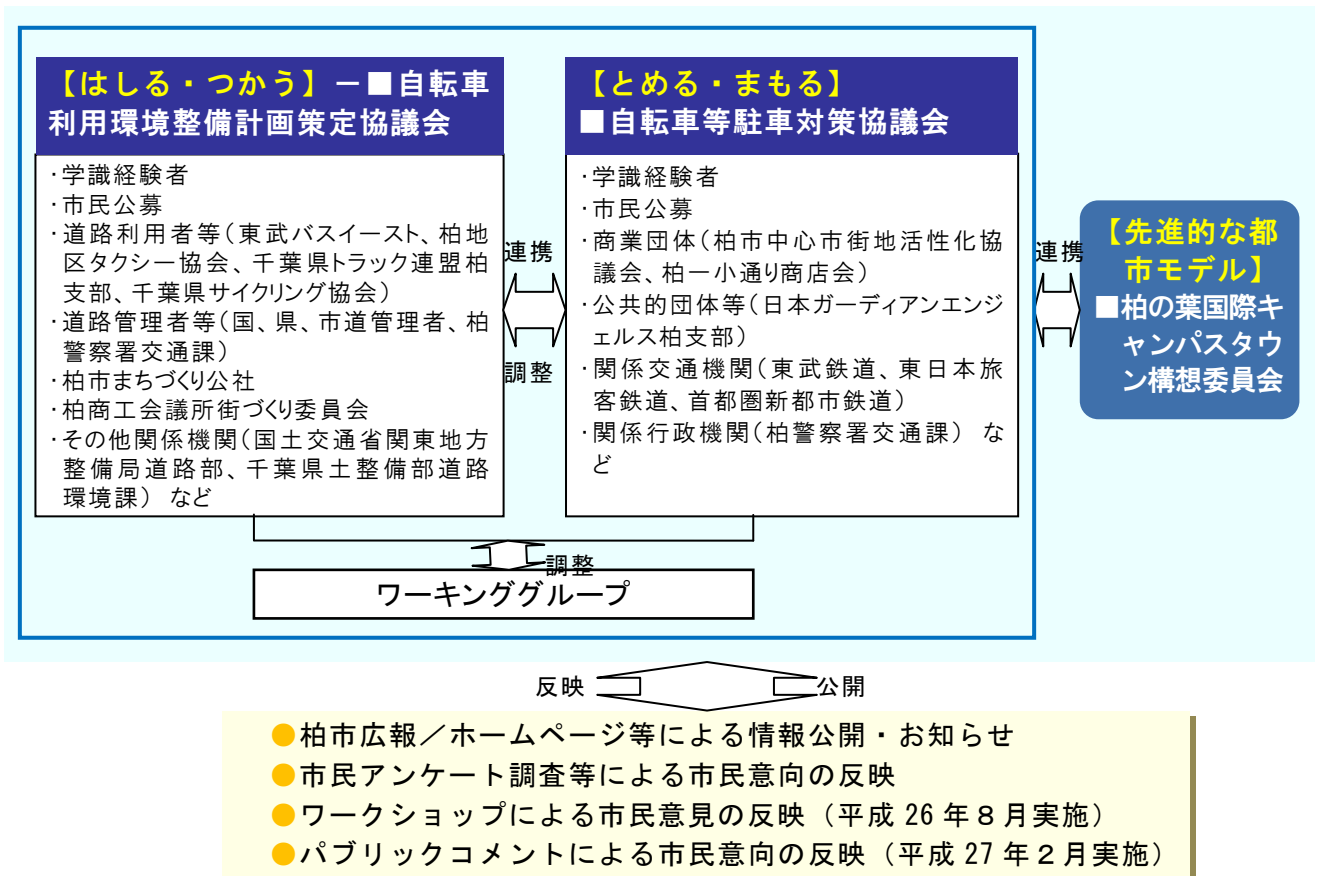 【はしる・つかう】－■自転車
利用環境整備計画策定協議会
・学識経験者
・市民公募
・道路利用者等（東武バスイースト、柏地
区タクシー協会、千葉県トラック連盟柏
支部、千葉県サイクリング協会）
・道路管理者等（国、県、市道管理者、柏
警察署交通課）
・柏市まちづくり公社
・柏商工会議所街づくり委員会
・その他関係機関（国土交通省関東地方
整備局道路部、千葉県土整備部道路
環境課） など
連携
調整
【とめる・まもる】
■自転車等駐車対策協議会
・学識経験者
・市民公募
・商業団体（柏市中心市街地活性化協
議会、柏一小通り商店会）
・公共的団体等（日本ガーディアンエンジ
ェルス柏支部）
・関係交通機関（東武鉄道、東日本旅
客鉄道、首都圏新都市鉄道）
・関係行政機関（柏警察署交通課） な
ど
連携
調整
【先進的な都
市モデル】
■柏の葉国際キ
ャンパスタウ
ン構想委員会
調整
ワーキンググループ
反映
公開
●柏市広報／ホームページ等による情報公開・お知らせ
●市民アンケート調査等による市民意向の反映
●ワークショップによる市民意見の反映（平成 26 年８月実施）
●パブリックコメントによる市民意向の反映（平成 27 年２月実施）